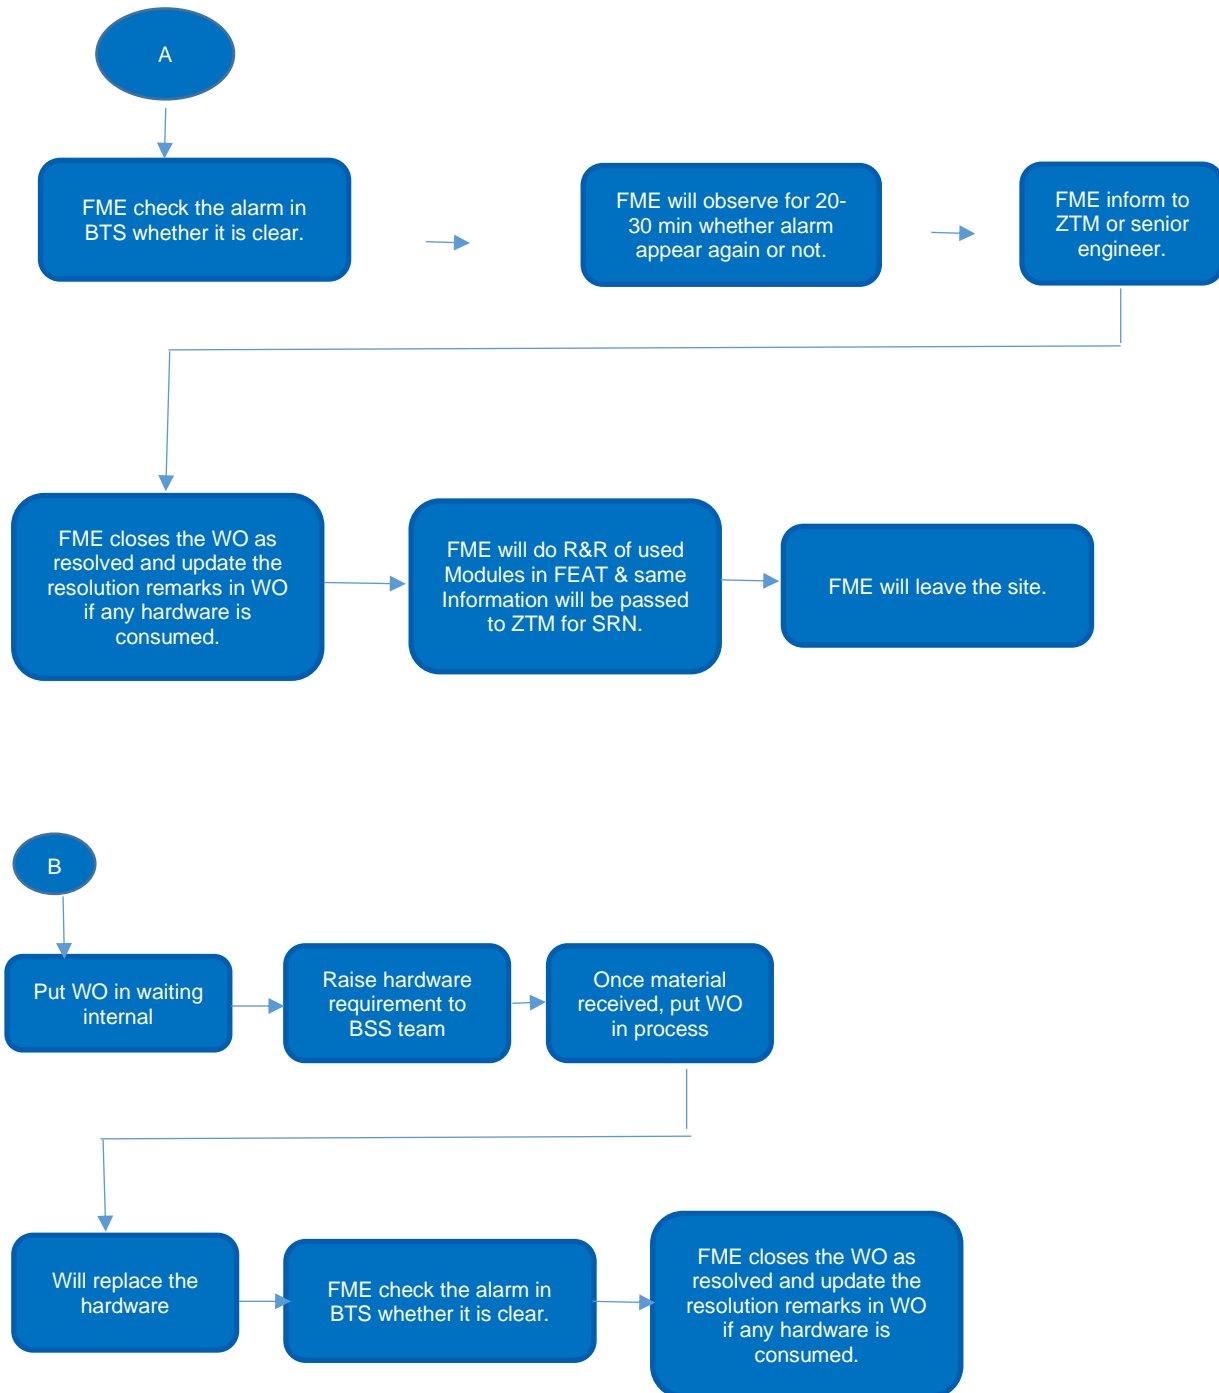 A
FME check the alarm in
BTS whether it is clear.
FME will observe for 20-
30 min whether alarm
appear again or not.
FME inform to
ZTM or senior
engineer.
FME closes the WO as
resolved and update the
resolution remarks in WO
if any hardware is
consumed.
FME will do R&R of used
Modules in FEAT & same
Information will be passed
to ZTM for SRN.
FME will leave the site.
B
Put WO in waiting
internal
Raise hardware
requirement to
BSS team
Once material
received, put WO
in process
Will replace the
hardware
FME check the alarm in
BTS whether it is clear.
FME closes the WO as
resolved and update the
resolution remarks in WO
if any hardware is
consumed.